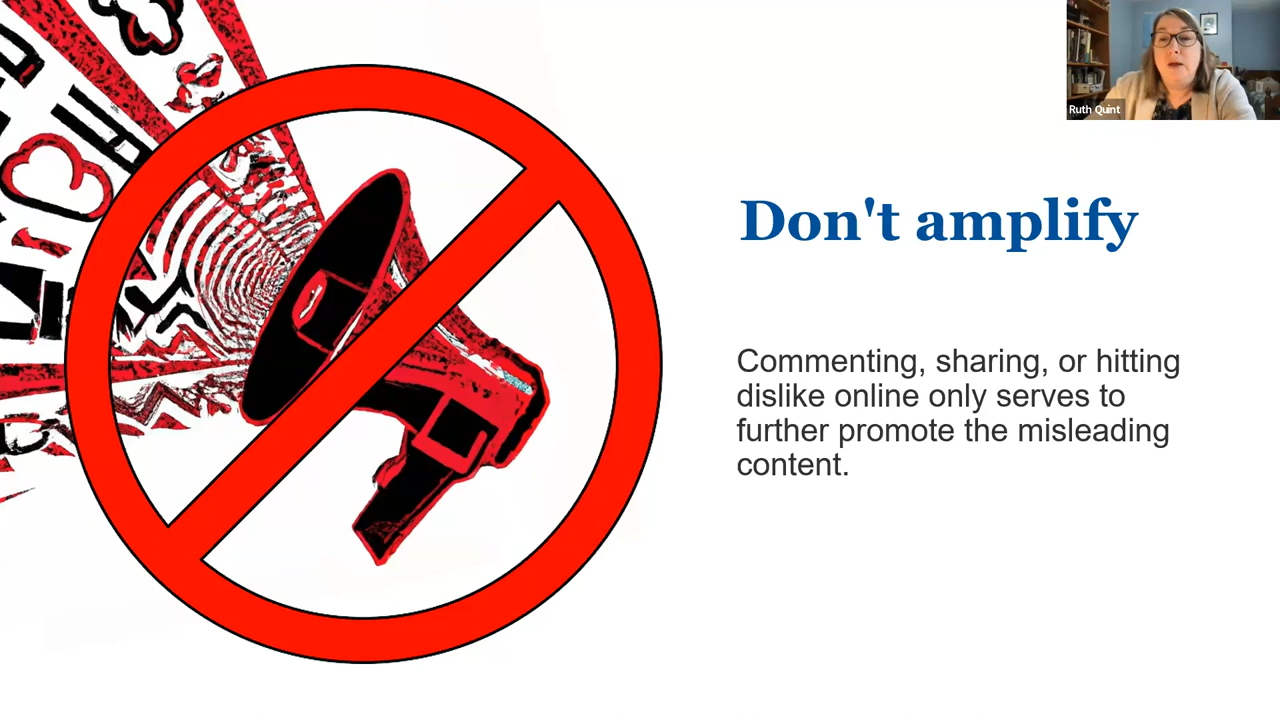 Ruth Quint
Don't amplify
Commenting, sharing, or hitting
dislike online only serves to
further promote the misleading
content.